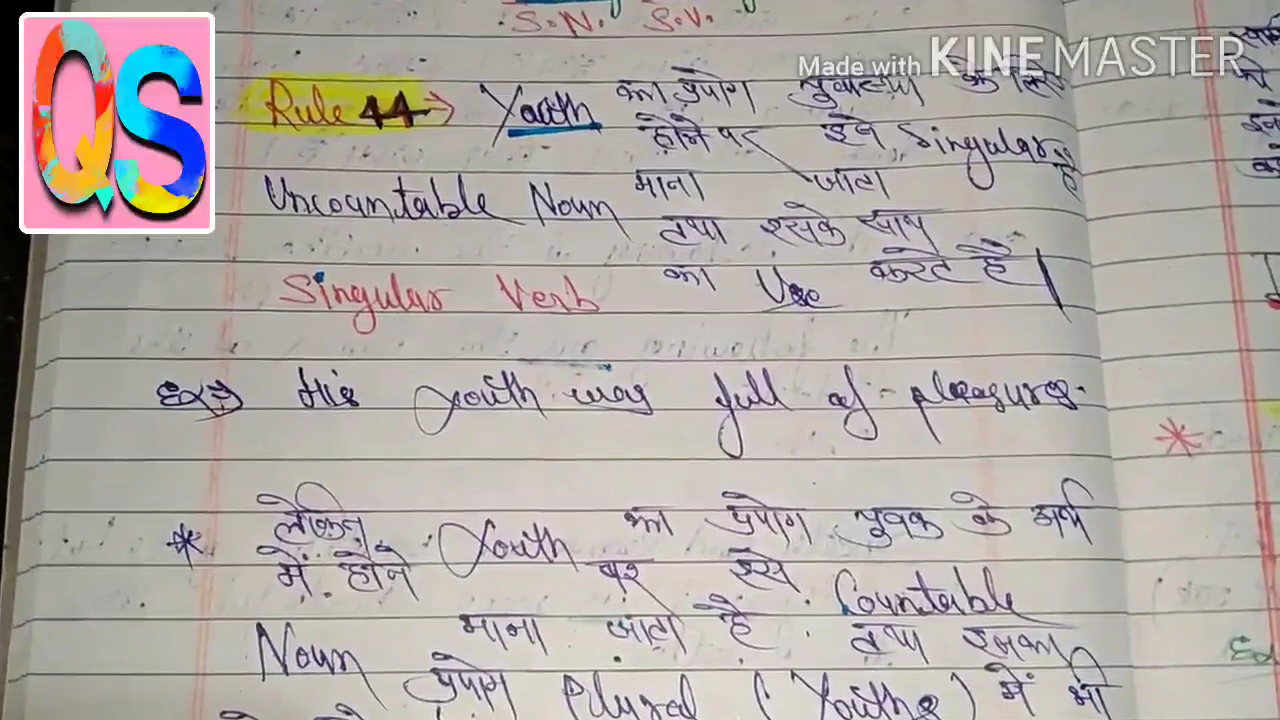 S.N. S.V.
Made with KINEMASTER
QS
Rule 44 → Youth का प्रयोग युवावस्था के लिए
होने पर इसे Singular
Uncountable Noun माना जाता है
तथा इसके साथ
Singular Verb का Use करते है।
Ex→ His youth was full of pleasures.
* लेकिन Youth का प्रयोग युवक के अर्थ
में होने पर इसे Countable
Noun माना जाता है. तथा इसका
प्रयोग Plural (Youths) में भी
Ex